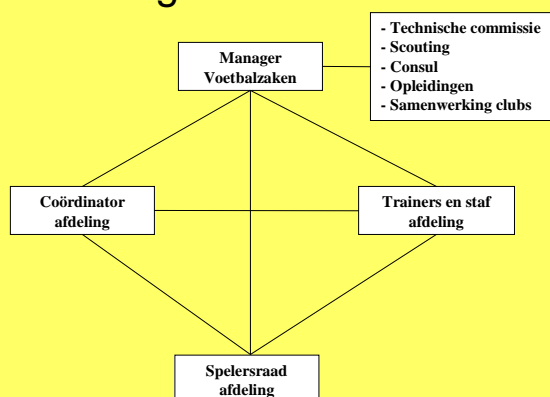 Manager
Voetbalzaken
- Technische commissie
- Scouting
- Consul
- Opleidingen
- Samenwerking clubs
Coördinator
afdeling
Trainers en staf
afdeling
Spelersraad
afdeling